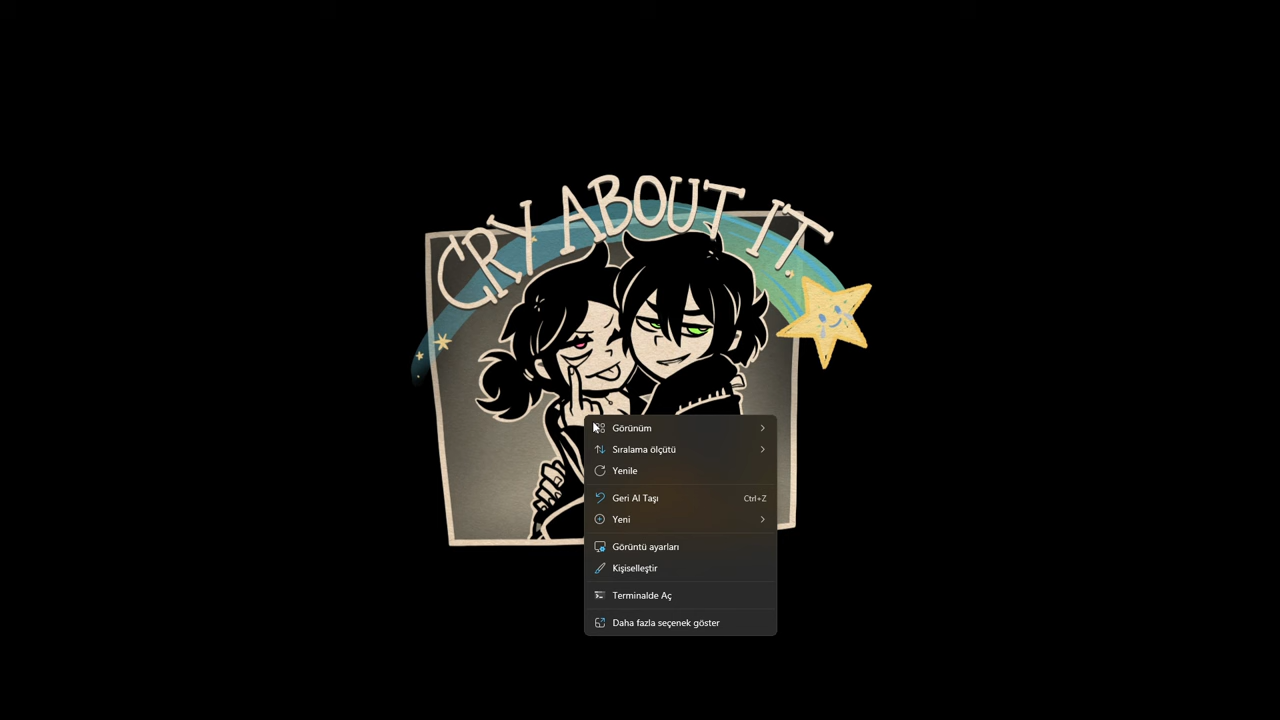 CRY ABOUT IT.
Görünüm
Sıralama ölçütü
Yenile
Geri Al Taşı Ctrl+Z
Yeni
Görüntü ayarları
Kişiselleştir
Terminalde Aç
Daha fazla seçenek göster